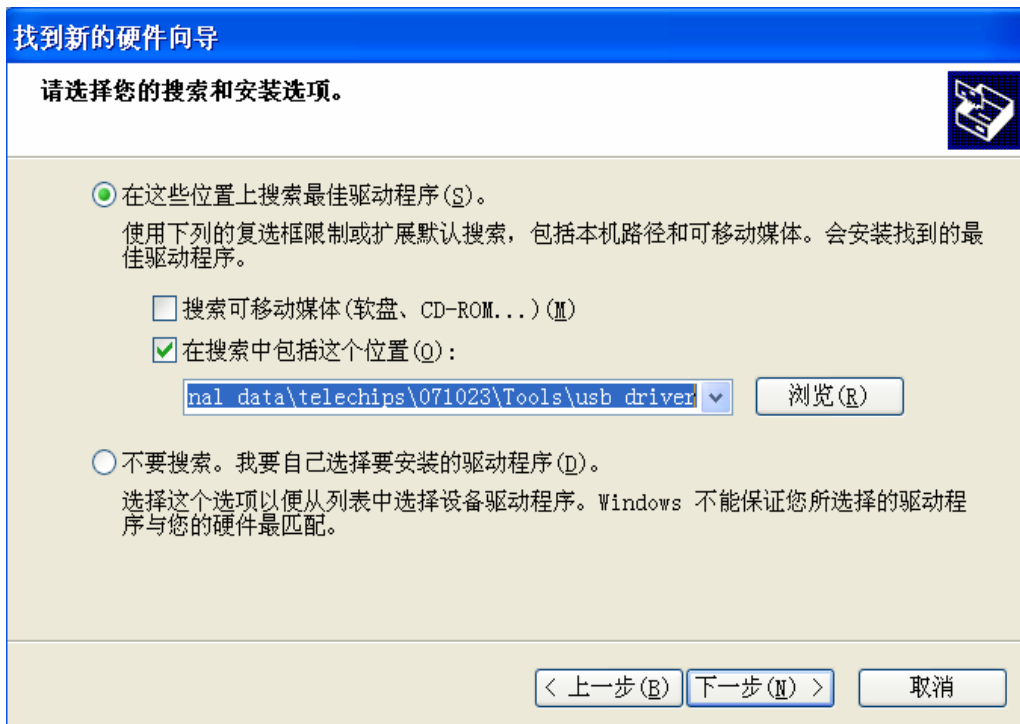 找到新的硬件向导
请选择您的搜索和安装选项。
在这些位置上搜索最佳驱动程序(S)。
使用下列的复选框限制或扩展默认搜索，包括本机路径和可移动媒体。会安装找到的最
佳驱动程序。
搜索可移动媒体(软盘、CD-ROM...)(M)
在搜索中包括这个位置(O):
nal data\telechips\071023\Tools\usb driver
浏览(R)
不要搜索。我要自己选择要安装的驱动程序(D)。
选择这个选项以便从列表中选择设备驱动程序。Windows 不能保证您所选择的驱动程
序与您的硬件最匹配。
< 上一步(B) 下一步(N) > 取消